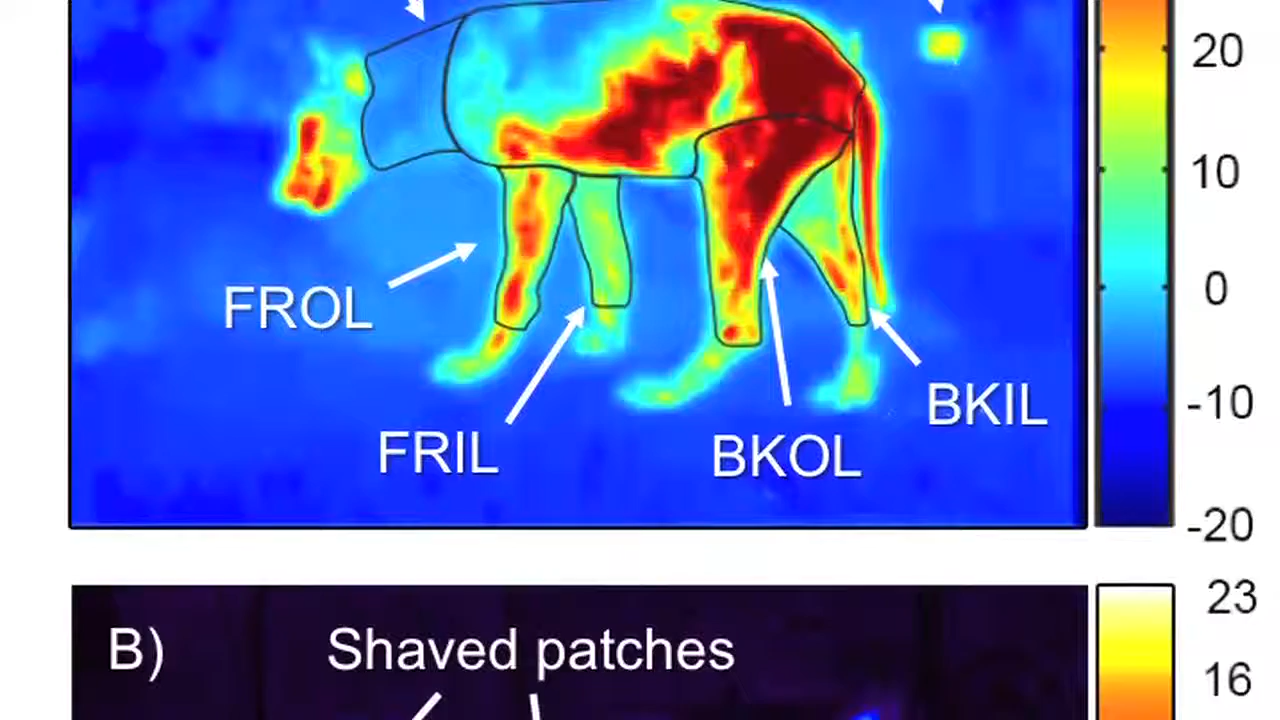 20
10
0
-10
-20
FROL
BKIL
FRIL
BKOL
23
B)
Shaved patches
16